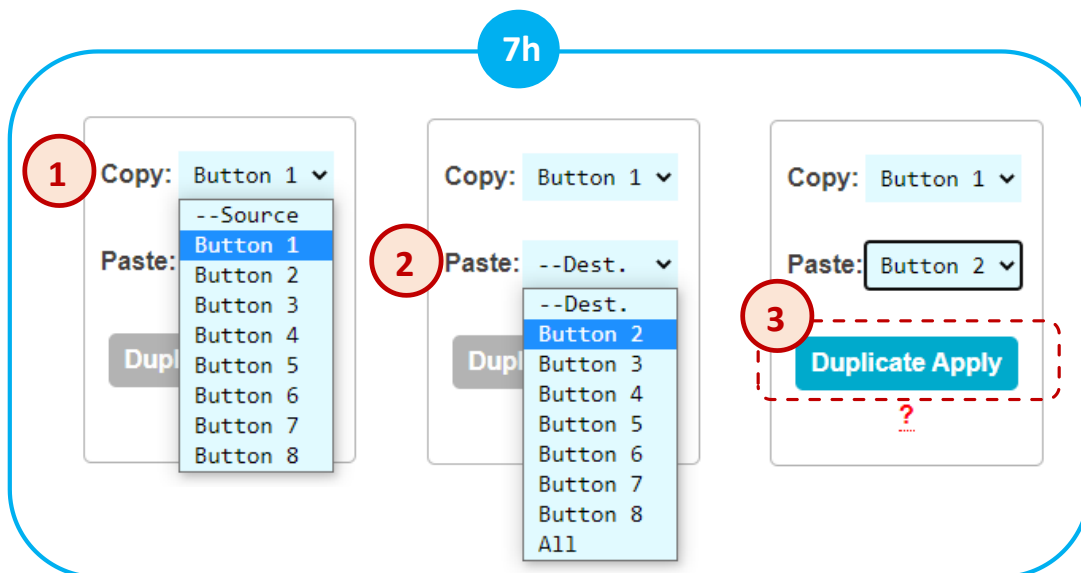 7h
1
Copy: Button 1
--Source
Button 1
Button 2
Button 3
Button 4
Button 5
Button 6
Button 7
Button 8
Paste:
Dupl
Copy: Button 1
2
Paste: --Dest.
--Dest.
Button 2
Button 3
Button 4
Button 5
Button 6
Button 7
Button 8
All
Dupl
Copy: Button 1
Paste: Button 2
3
Duplicate Apply
?